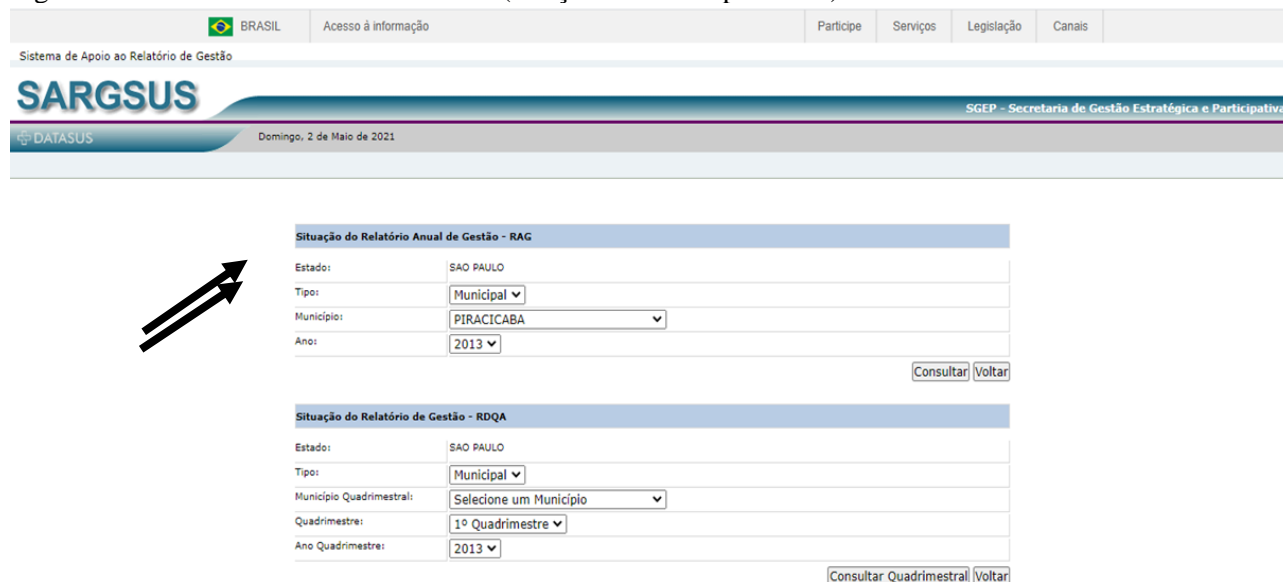 BRASIL Acesso à informação Participe Serviços Legislação Canais
Sistema de Apoio ao Relatório de Gestão
SARGSUS
SGEP - Secretaria de Gestão Estratégica e Participativa
DATASUS Domingo, 2 de Maio de 2021
Situação do Relatório Anual de Gestão - RAG
Estado: SAO PAULO
Tipo: Municipal
Município: PIRACICABA
Ano: 2013
Consultar Voltar
Situação do Relatório de Gestão - RDQA
Estado: SAO PAULO
Tipo: Municipal
Município Quadrimestral: Selecione um Município
Quadrimestre: 1º Quadrimestre
Ano Quadrimestre: 2013
Consultar Quadrimestral Voltar